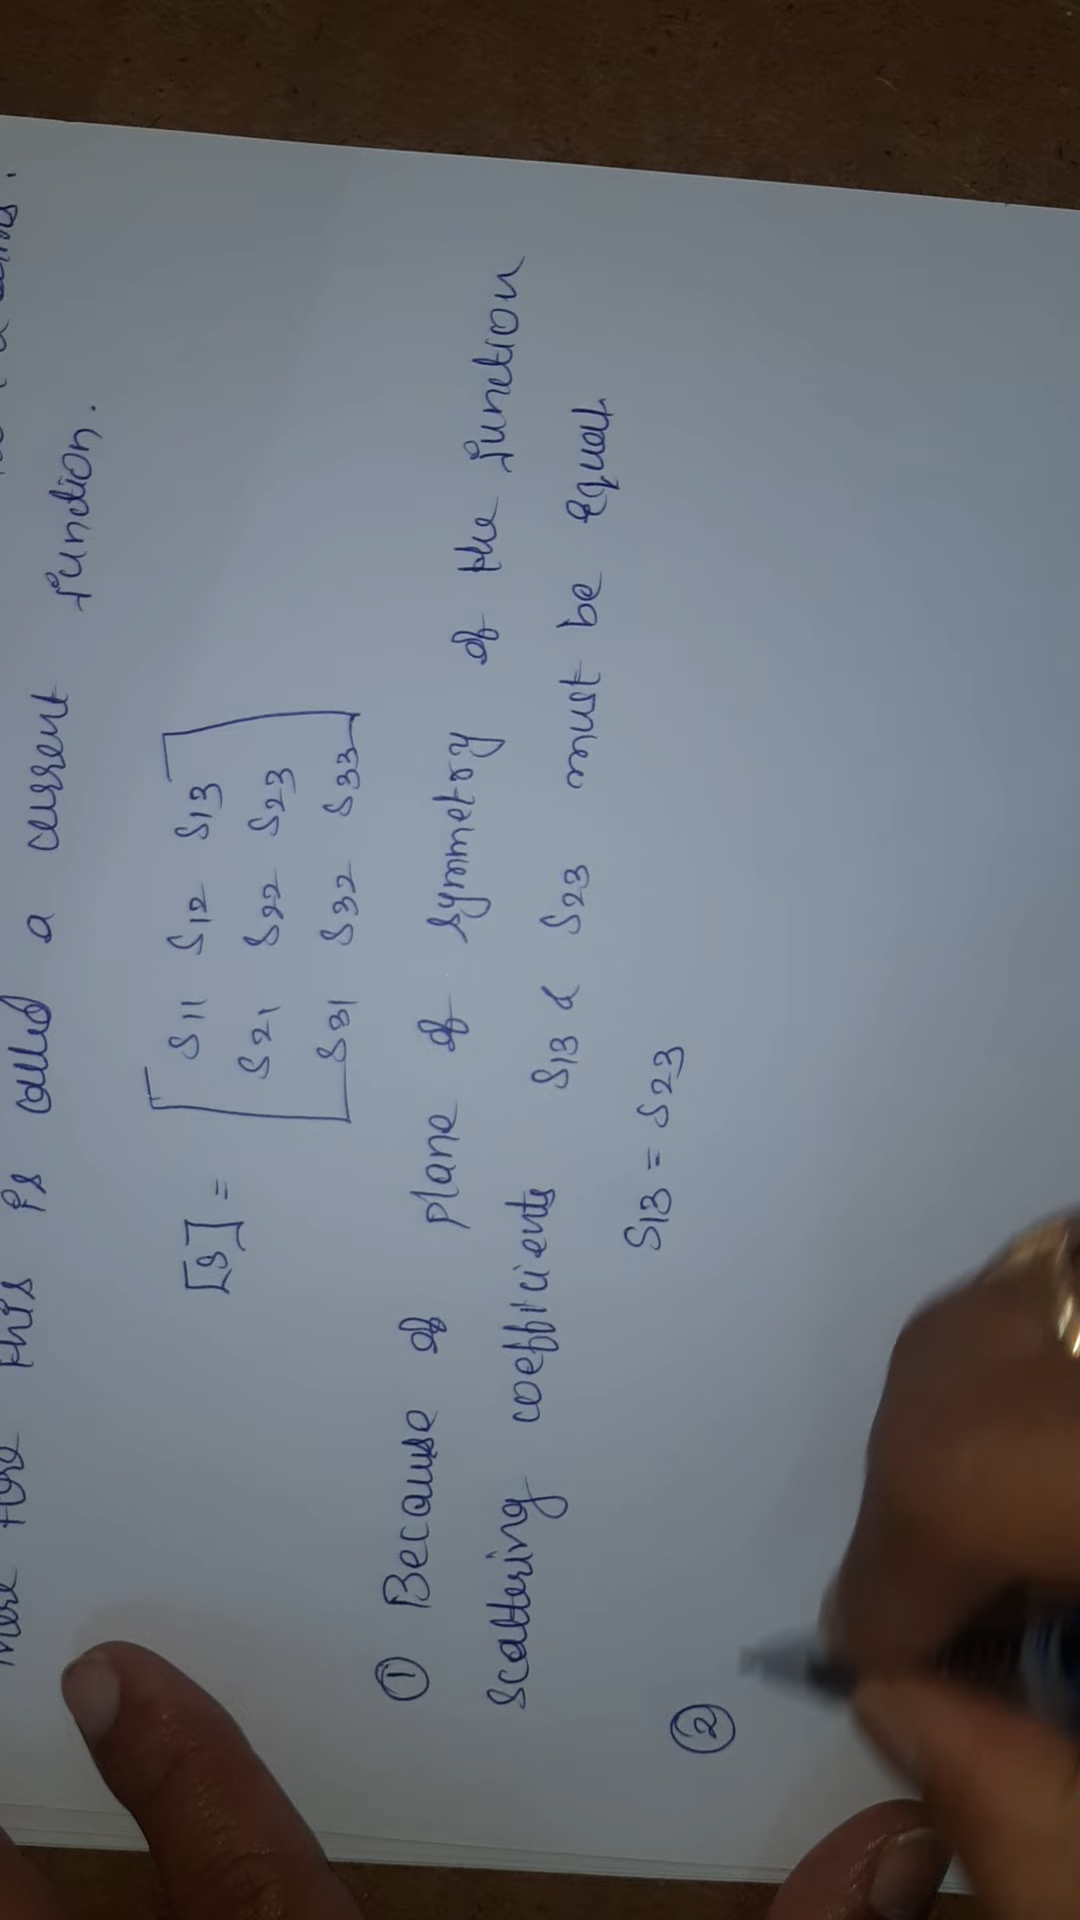 this is called a current
junction.
[S] =
S11 S12 S13
S21 S22 S23
S31 S32 S33
① Because of plane of symmetory of the junction
scattering coefficients S13 & S23 must be equal
S13 = S23
②